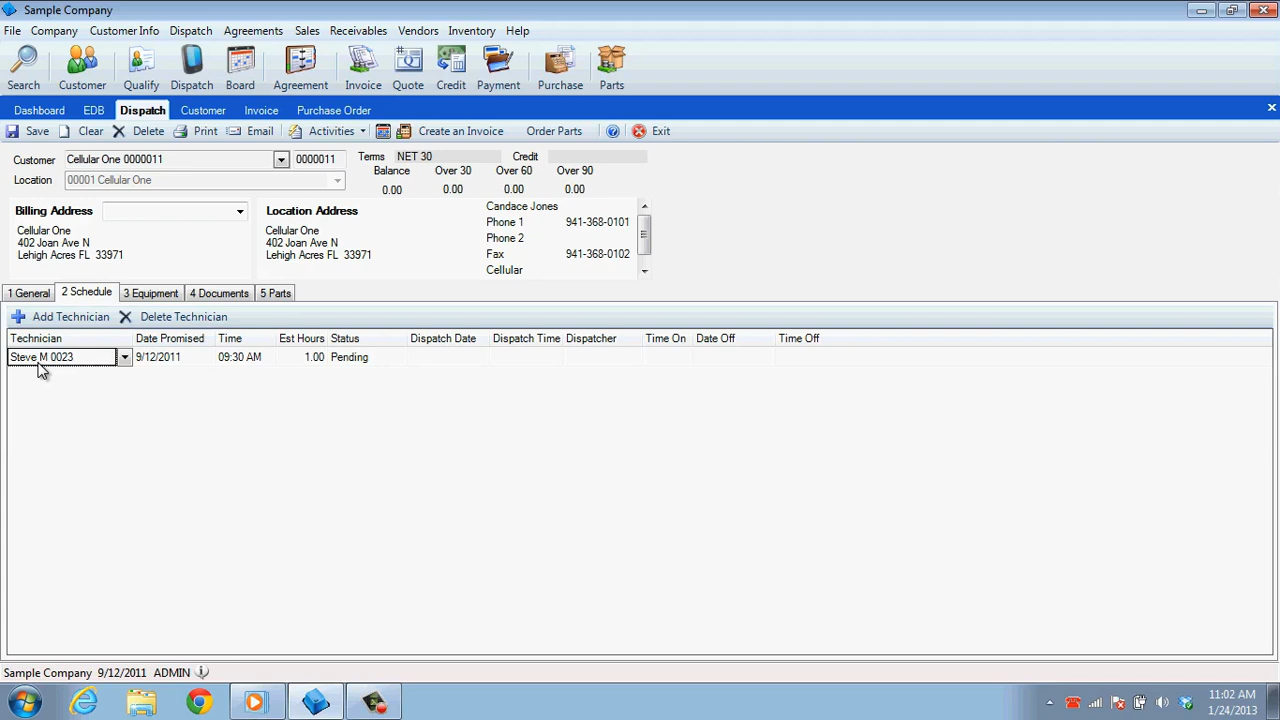 Sample Company
File Company Customer Info Dispatch Agreements Sales Receivables Vendors Inventory Help
Search Customer Qualify Dispatch Board Agreement Invoice Quote Credit Payment Purchase Parts
Dashboard EDB Dispatch Customer Invoice Purchase Order
Save Clear Delete Print Email Activities Create an Invoice Order Parts Exit
Customer Cellular One 0000011 0000011 Terms NET 30 Credit
Balance Over 30 Over 60 Over 90
Location 00001 Cellular One
0.00 0.00 0.00 0.00
Billing Address
Cellular One
402 Joan Ave N
Lehigh Acres FL 33971
Location Address
Cellular One
402 Joan Ave N
Lehigh Acres FL 33971
Candace Jones
Phone 1 941-368-0101
Phone 2
Fax 941-368-0102
Cellular
1 General 2 Schedule 3 Equipment 4 Documents 5 Parts
Add Technician Delete Technician
Technician Date Promised Time Est Hours Status Dispatch Date Dispatch Time Dispatcher Time On Date Off Time Off
Steve M 0023 9/12/2011 09:30 AM 1.00 Pending
Sample Company 9/12/2011 ADMIN
11:02 AM
1/24/2013